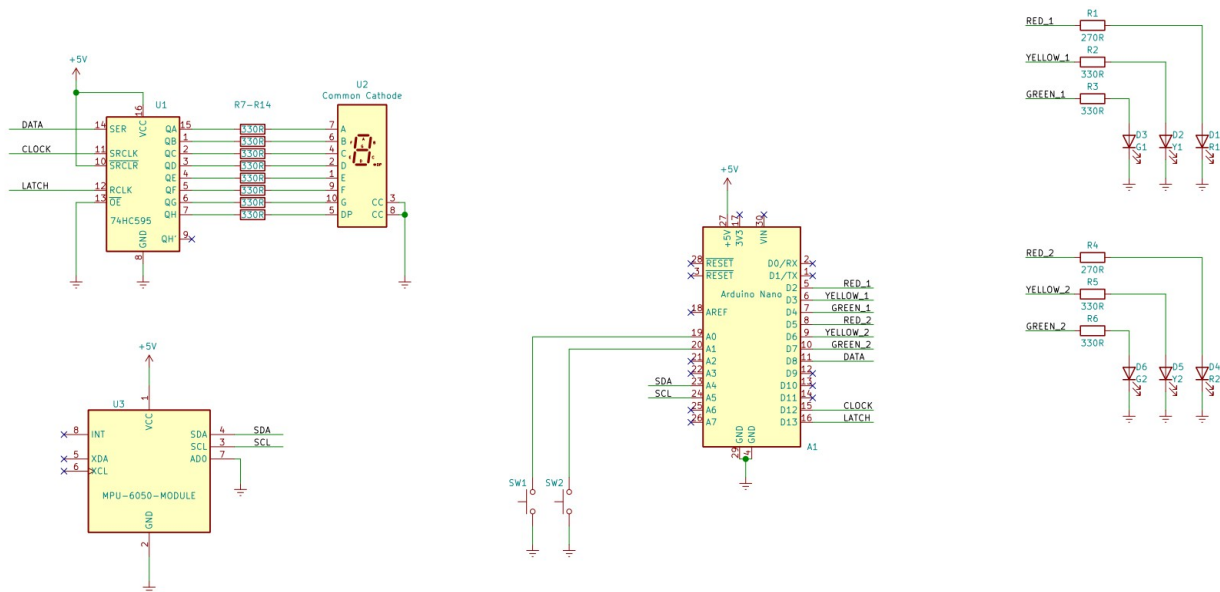 +5V
U1
R7-R14
U2
Common Cathode
DATA
CLOCK
LATCH
14 SER
11 SRCLK
10 SRCLR
12 RCLK
13 OE
16 VCC
74HC595
8 GND
QA 15
QB 1
QC 2
QD 3
QE 4
QF 5
QG 6
QH 7
QH' 9
330R
330R
330R
330R
330R
330R
330R
330R
7 A
6 B
4 C
2 D
1 E
9 F
10 G
5 DP
CC 3
CC 8
+5V
U3
1 VCC
8 INT
5 XDA
6 XCL
SDA 4 SDA
SCL 3 SCL
AD0 7
MPU-6050-MODULE
2 GND
+5V
27 +5V
17 3V3
30 VIN
28 RESET
3 RESET
18 AREF
19 A0
20 A1
21 A2
22 A3
SDA 23 A4
SCL 24 A5
25 A6
26 A7
Arduino Nano
D0/RX 2
D1/TX 1
D2 5 RED_1
D3 6 YELLOW_1
D4 7 GREEN_1
D5 8 RED_2
D6 9 YELLOW_2
D7 10 GREEN_2
D8 11 DATA
D9 12
D10 13
D11 14
D12 15 CLOCK
D13 16 LATCH
29 GND
4 GND
A1
SW1
SW2
RED_1
R1
270R
YELLOW_1
R2
330R
GREEN_1
R3
330R
D3
G1
D2
Y1
D1
R1
RED_2
R4
270R
YELLOW_2
R5
330R
GREEN_2
R6
330R
D6
G2
D5
Y2
D4
R2